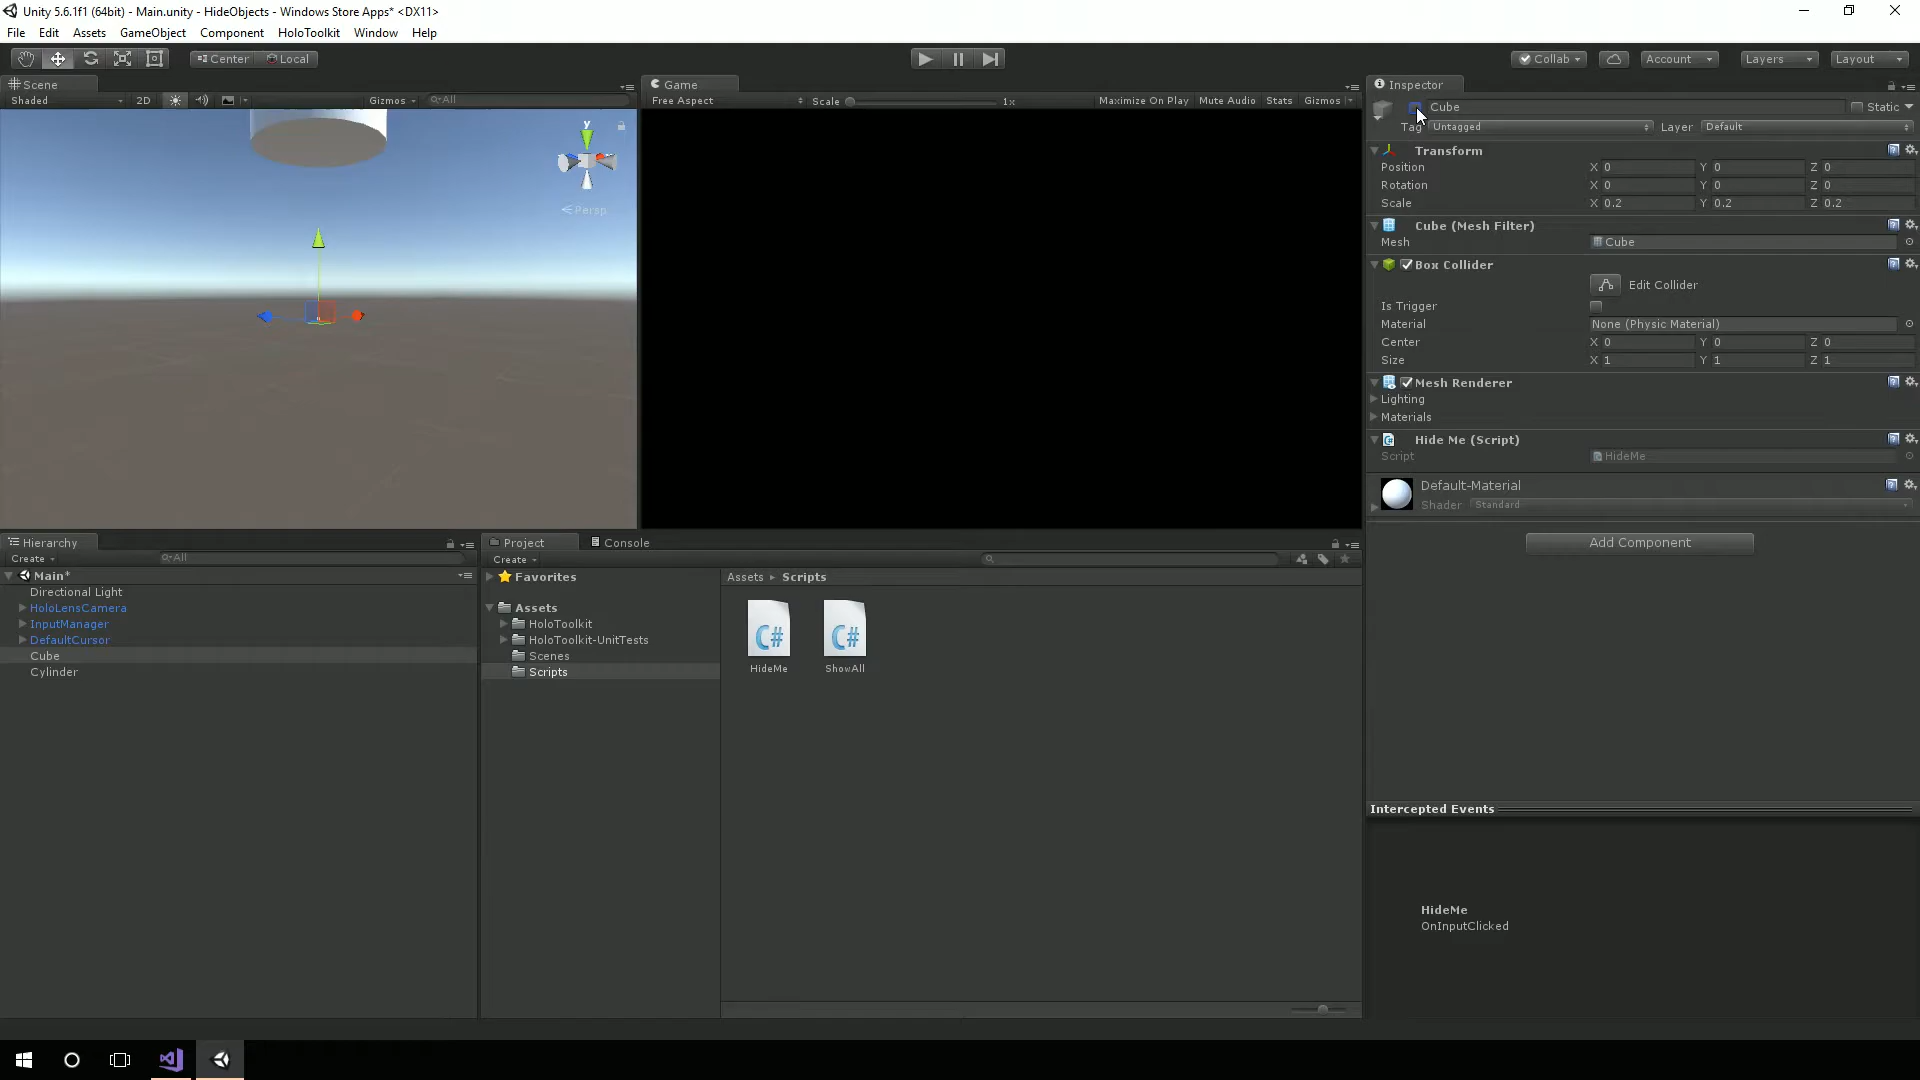 Unity 5.6.1f1 (64bit) - Main.unity - HideObjects - Windows Store Apps* <DX11>
File Edit Assets GameObject Component HoloToolkit Window Help
Center Local
Collab Account Layers Layout
Scene
Shaded 2D Gizmos All
y
Persp
Game
Free Aspect Scale 1x Maximize On Play Mute Audio Stats Gizmos
Inspector
Cube Static
Tag Untagged Layer Default
Transform
Position X 0 Y 0 Z 0
Rotation X 0 Y 0 Z 0
Scale X 0.2 Y 0.2 Z 0.2
Cube (Mesh Filter)
Mesh Cube
Box Collider
Edit Collider
Is Trigger
Material None (Physic Material)
Center X 0 Y 0 Z 0
Size X 1 Y 1 Z 1
Mesh Renderer
Lighting
Materials
Hide Me (Script)
Script HideMe
Default-Material
Shader Standard
Add Component
Intercepted Events
HideMe
OnInputClicked
Hierarchy
Create All
Main*
Directional Light
HoloLensCamera
InputManager
DefaultCursor
Cube
Cylinder
Project Console
Create
Favorites
Assets
HoloToolkit
HoloToolkit-UnitTests
Scenes
Scripts
Assets Scripts
C# C#
HideMe ShowAll